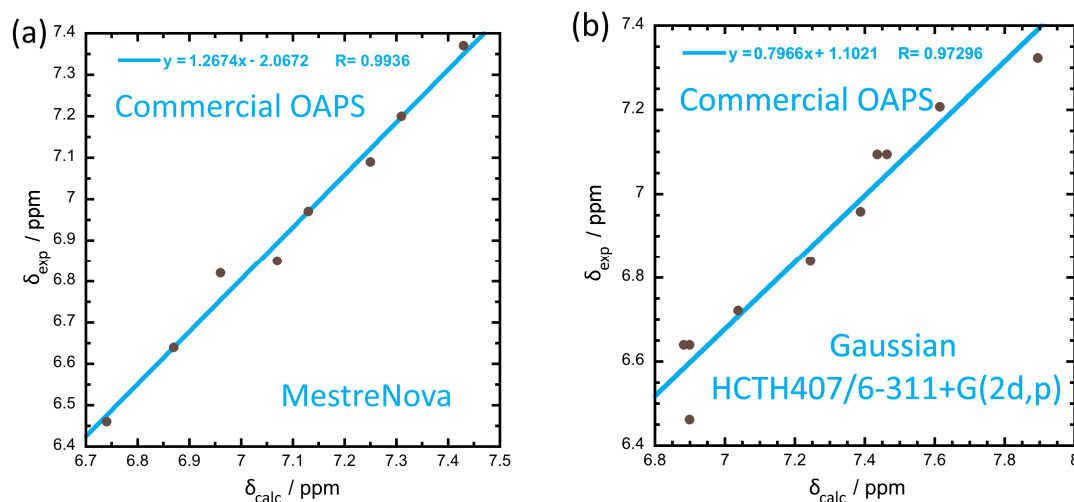 (a)
7.4
7.3
7.2
7.1
7
6.9
6.8
6.7
6.6
6.5
6.4
δexp / ppm
y = 1.2674x - 2.0672 R= 0.9936
Commercial OAPS
MestreNova
6.7 6.8 6.9 7 7.1 7.2 7.3 7.4 7.5
δcalc / ppm
(b)
7.4
7.2
7
6.8
6.6
6.4
δexp / ppm
y = 0.7966x + 1.1021 R= 0.97296
Commercial OAPS
Gaussian
HCTH407/6-311+G(2d,p)
6.8 7 7.2 7.4 7.6 7.8 8
δcalc / ppm